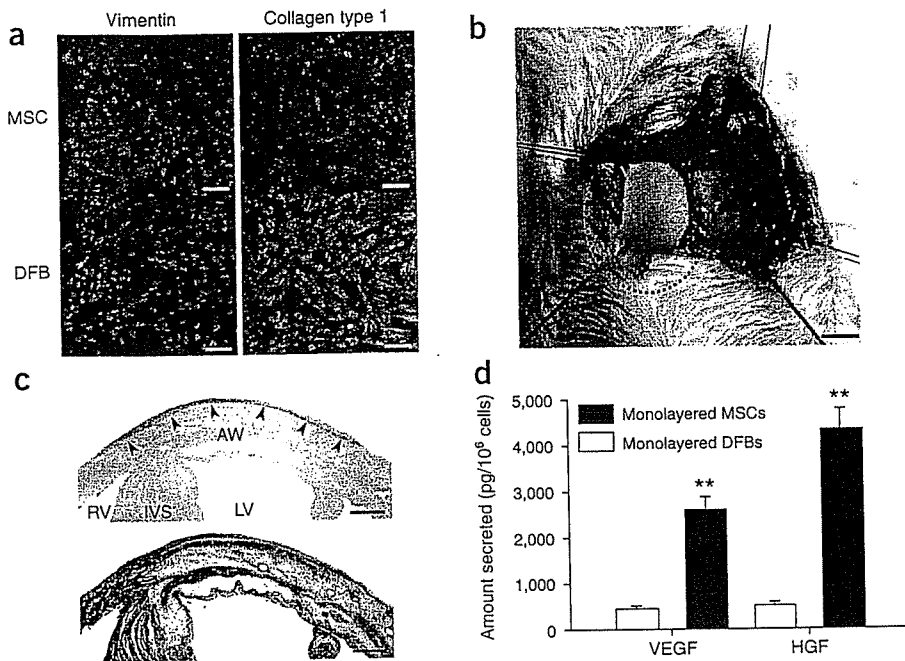 a
Vimentin
Collagen type 1
MSC
DFB
b
c
AW
RV
IVS
LV
d
Amount secreted (pg/10⁶ cells)
5,000
4,000
3,000
2,000
1,000
0
Monolayered MSCs
Monolayered DFBs
**
**
VEGF
HGF